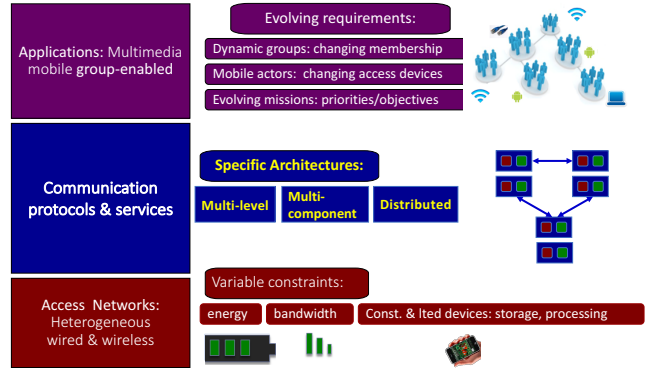 Applications: Multimedia
mobile group-enabled
Evolving requirements:
Dynamic groups: changing membership
Mobile actors: changing access devices
Evolving missions: priorities/objectives
Communication
protocols & services
Specific Architectures:
Multi-level
Multi-
component
Distributed
Access Networks:
Heterogeneous
wired & wireless
Variable constraints:
energy
bandwidth
Const. & lted devices: storage, processing